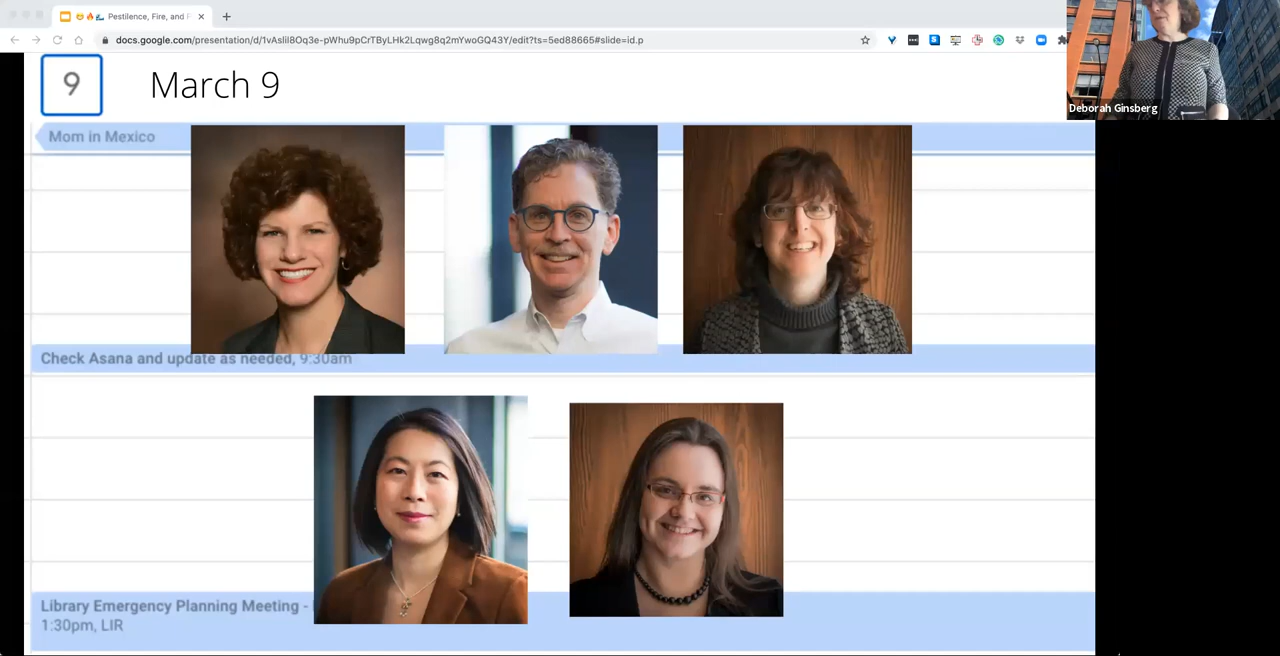 Pestilence, Fire, and
docs.google.com/presentation/d/1vAsliI8Oq3e-pWhu9pCrTByLHk2Lqwg8q2mYwoGQ43Y/edit?ts=5ed88665#slide=id.p
9
March 9
Deborah Ginsberg
Mom in Mexico
Check Asana and update as needed, 9:30am
Library Emergency Planning Meeting -
1:30pm, LIR